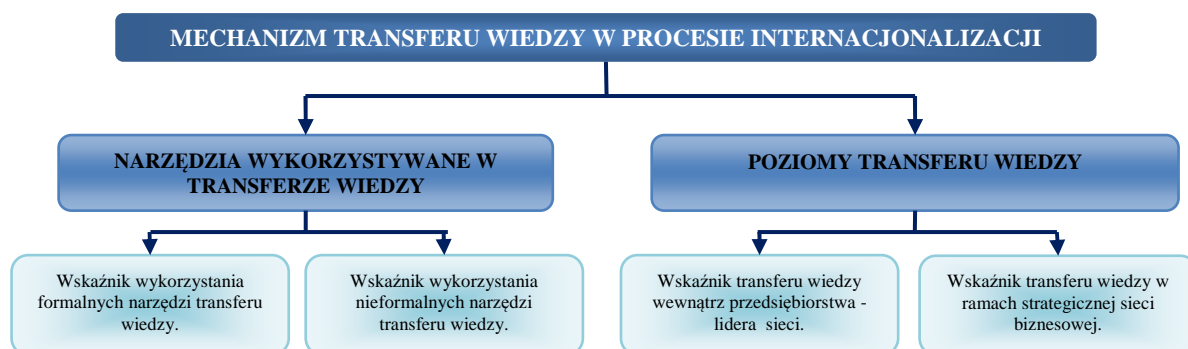 MECHANIZM TRANSFERU WIEDZY W PROCESIE INTERNACJONALIZACJI
NARZĘDZIA WYKORZYSTYWANE W
TRANSFERZE WIEDZY
POZIOMY TRANSFERU WIEDZY
Wskaźnik wykorzystania
formalnych narzędzi transferu
wiedzy.
Wskaźnik wykorzystania
nieformalnych narzędzi
transferu wiedzy.
Wskaźnik transferu wiedzy
wewnątrz przedsiębiorstwa -
lidera sieci.
Wskaźnik transferu wiedzy w
ramach strategicznej sieci
biznesowej.